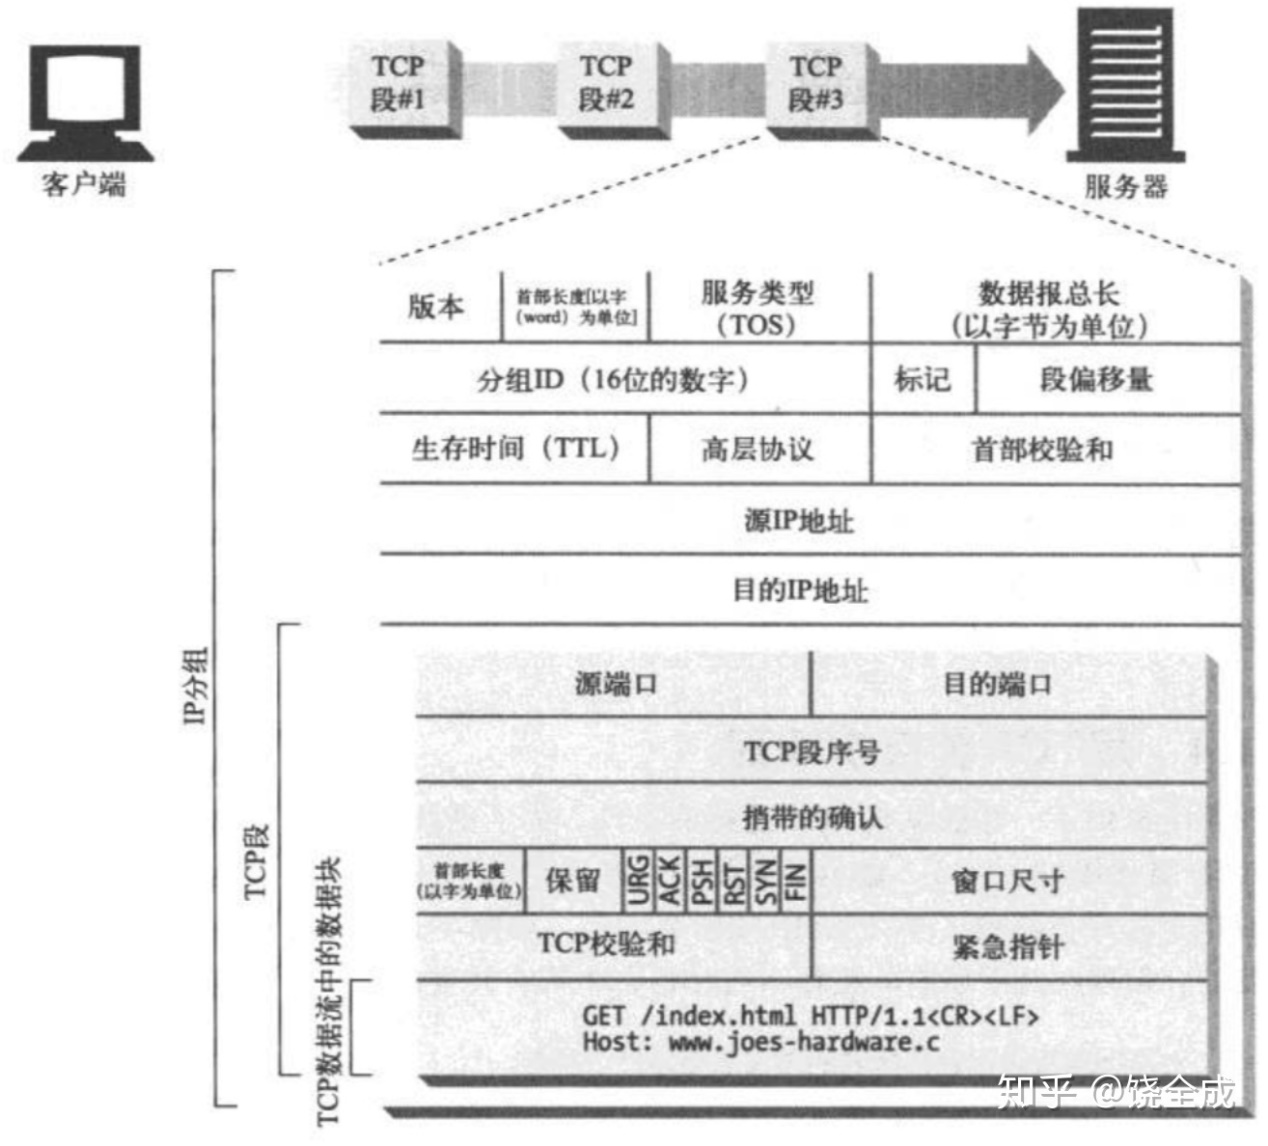 TCP
段#1
TCP
段#2
TCP
段#3
客户端
服务器
版本
首部长度[以字
(word) 为单位]
服务类型
(TOS)
数据报总长
(以字节为单位)
分组ID (16位的数字)
标记
段偏移量
生存时间 (TTL)
高层协议
首部校验和
源IP地址
目的IP地址
IP分组
TCP段
TCP数据流中的数据块
源端口
目的端口
TCP段序号
捎带的确认
首部长度
(以字为单位)
保留
URG
ACK
PSH
RST
SYN
FIN
窗口尺寸
TCP校验和
紧急指针
GET /index.html HTTP/1.1<CR><LF>
Host: www.joes-hardware.c
知乎 @饶全成